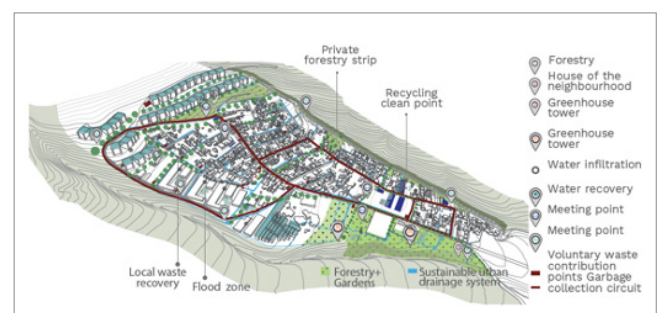 Private
forestry strip
Recycling
clean point
Local waste
recovery
Flood zone
Forestry+
Gardens
Sustainable urban
drainage system
Forestry
House of the
neighbourhood
Greenhouse
tower
Greenhouse
tower
Water infiltration
Water recovery
Meeting point
Meeting point
Voluntary waste
contribution
points Garbage
collection circuit